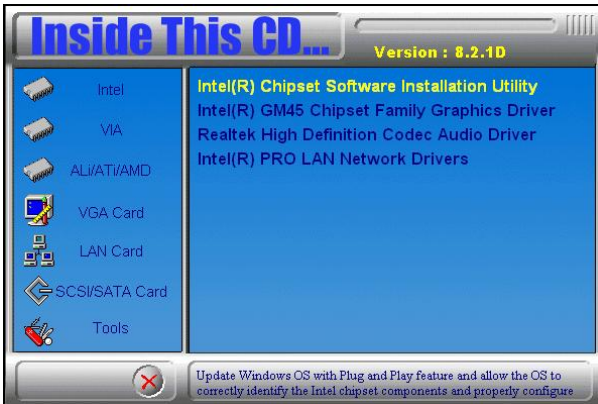 Inside This CD...
Version : 8.2.1D
Intel
VIA
ALi/ATi/AMD
VGA Card
LAN Card
SCSI/SATA Card
Tools
Intel(R) Chipset Software Installation Utility
Intel(R) GM45 Chipset Family Graphics Driver
Realtek High Definition Codec Audio Driver
Intel(R) PRO LAN Network Drivers
Update Windows OS with Plug and Play feature and allow the OS to
correctly identify the Intel chipset components and properly configure